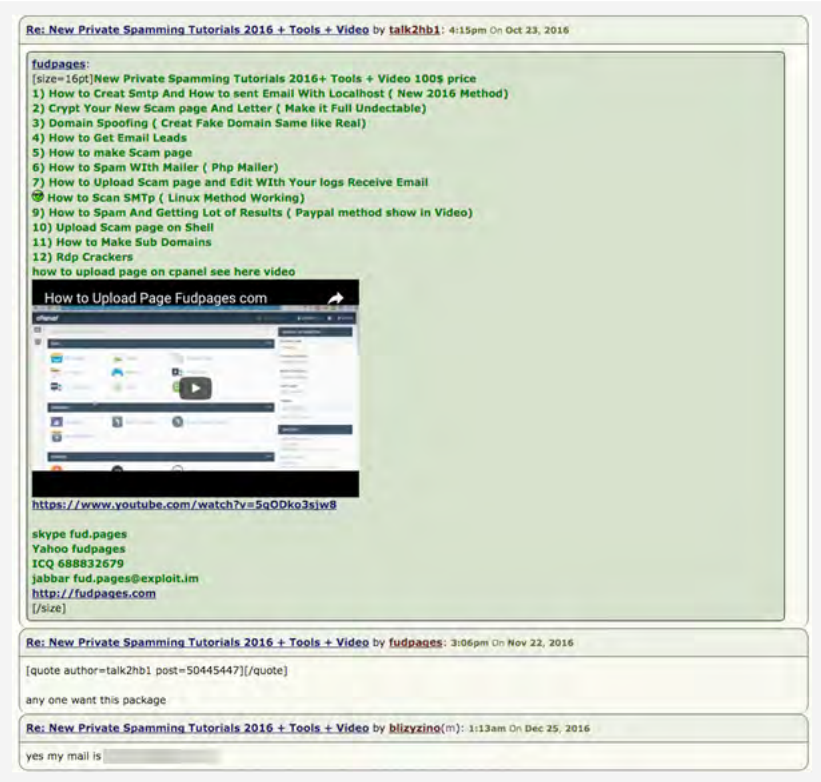 Re: New Private Spamming Tutorials 2016 + Tools + Video by talk2hb1: 4:15pm On Oct 23, 2016
fudpages:
[size=16pt]New Private Spamming Tutorials 2016+ Tools + Video 100$ price
1) How to Creat Smtp And How to sent Email With Localhost ( New 2016 Method)
2) Crypt Your New Scam page And Letter ( Make it Full Undectable)
3) Domain Spoofing ( Creat Fake Domain Same like Real)
4) How to Get Email Leads
5) How to make Scam page
6) How to Spam WIth Mailer ( Php Mailer)
7) How to Upload Scam page and Edit WIth Your logs Receive Email
How to Scan SMTp ( Linux Method Working)
9) How to Spam And Getting Lot of Results ( Paypal method show in Video)
10) Upload Scam page on Shell
11) How to Make Sub Domains
12) Rdp Crackers
how to upload page on cpanel see here video
How to Upload Page Fudpages com
https://www.youtube.com/watch?v=5qODko3sjw8
skype fud.pages
Yahoo fudpages
ICQ 688832679
jabbar fud.pages@exploit.im
http://fudpages.com
[/size]
Re: New Private Spamming Tutorials 2016 + Tools + Video by fudpages: 3:06pm On Nov 22, 2016
[quote author=talk2hb1 post=50445447][/quote]
any one want this package
Re: New Private Spamming Tutorials 2016 + Tools + Video by blizyzino(m): 1:13am On Dec 25, 2016
yes my mail is